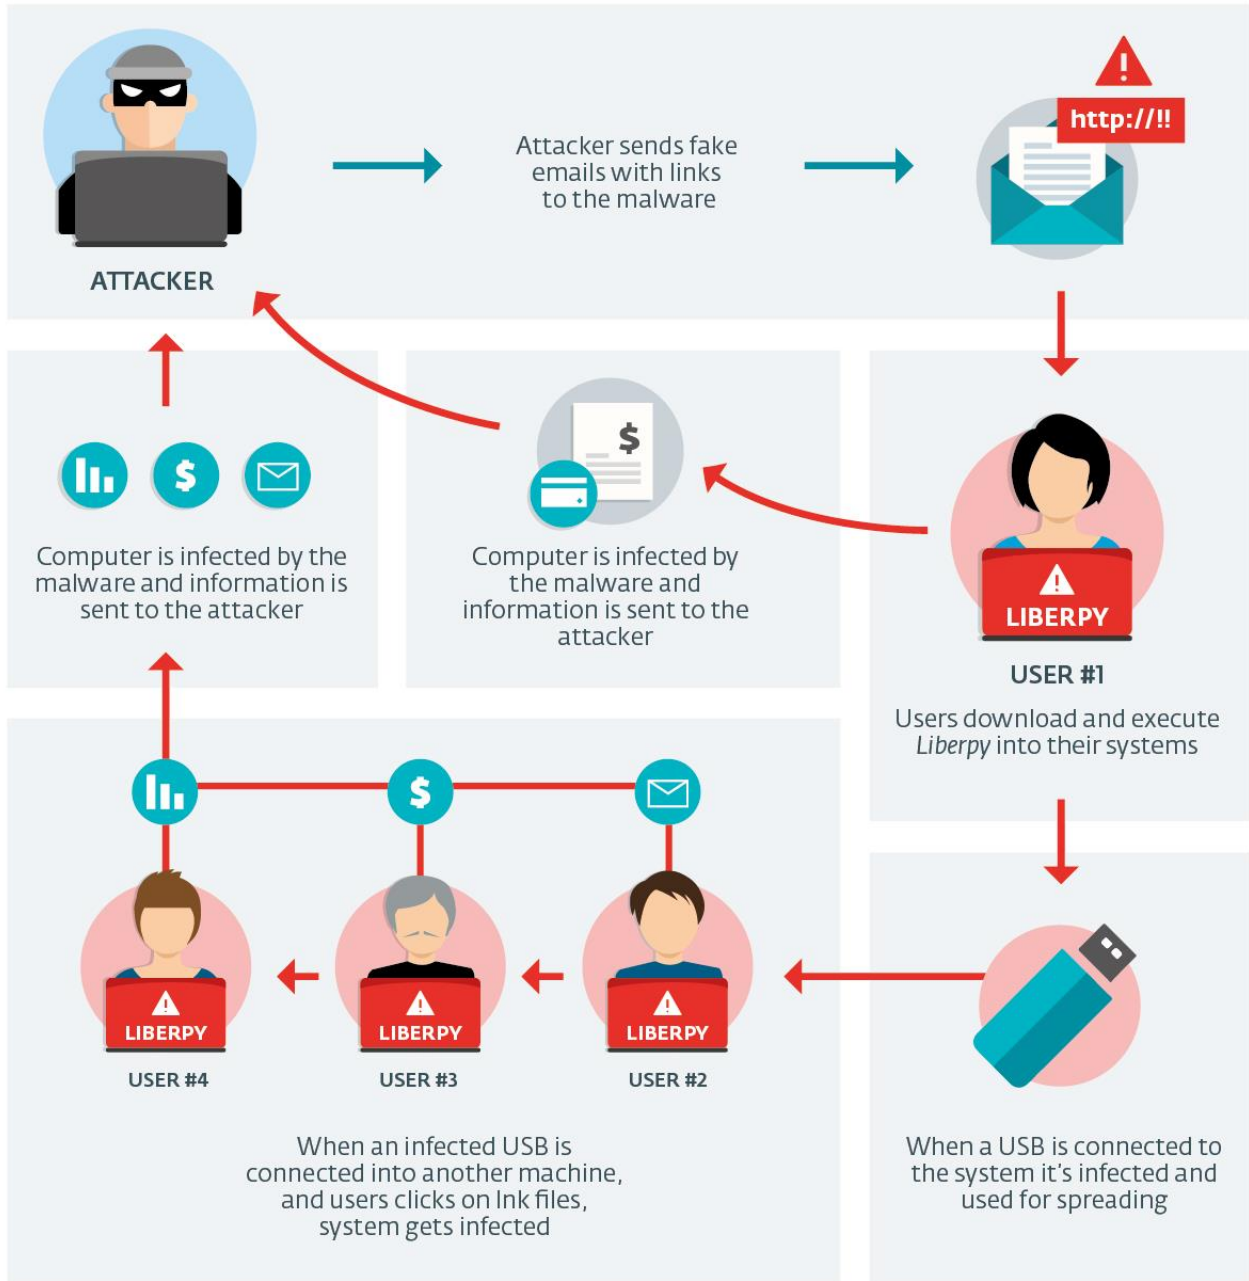 Attacker sends fake
emails with links
to the malware
http://!!
ATTACKER
Computer is infected by the
malware and information is
sent to the attacker
$
$
Computer is infected by
the malware and
information is sent to the
attacker
LIBERPY
USER #1
Users download and execute
Liberpy into their systems
$
LIBERPY
USER #4
LIBERPY
USER #3
LIBERPY
USER #2
When an infected USB is
connected into another machine,
and users clicks on lnk files,
system gets infected
When a USB is connected to
the system it's infected and
used for spreading